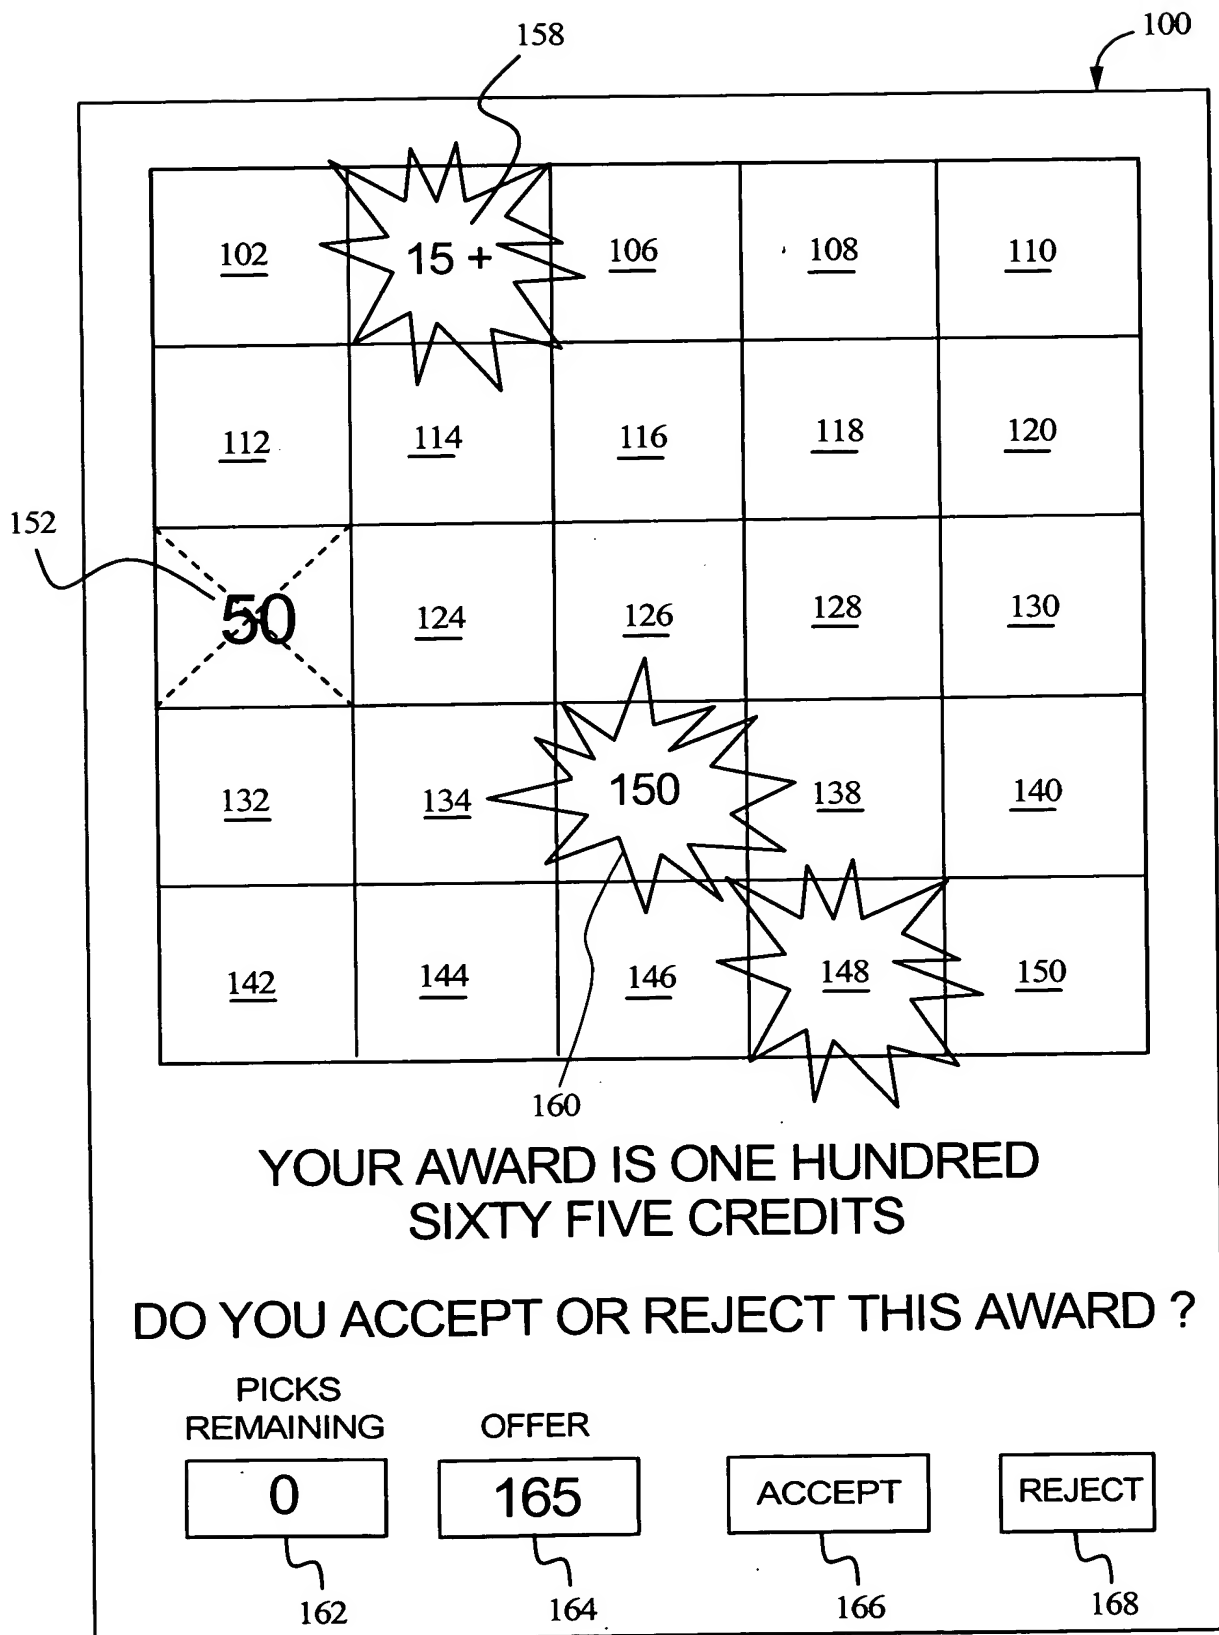 158
100
102 15 + 106 108 110
112 114 116 118 120
152
50 124 126 128 130
132 134 150 138 140
142 144 146 148 150
160
YOUR AWARD IS ONE HUNDRED
SIXTY FIVE CREDITS
DO YOU ACCEPT OR REJECT THIS AWARD ?
PICKS
REMAINING OFFER
0 165 ACCEPT REJECT
162 164 166 168